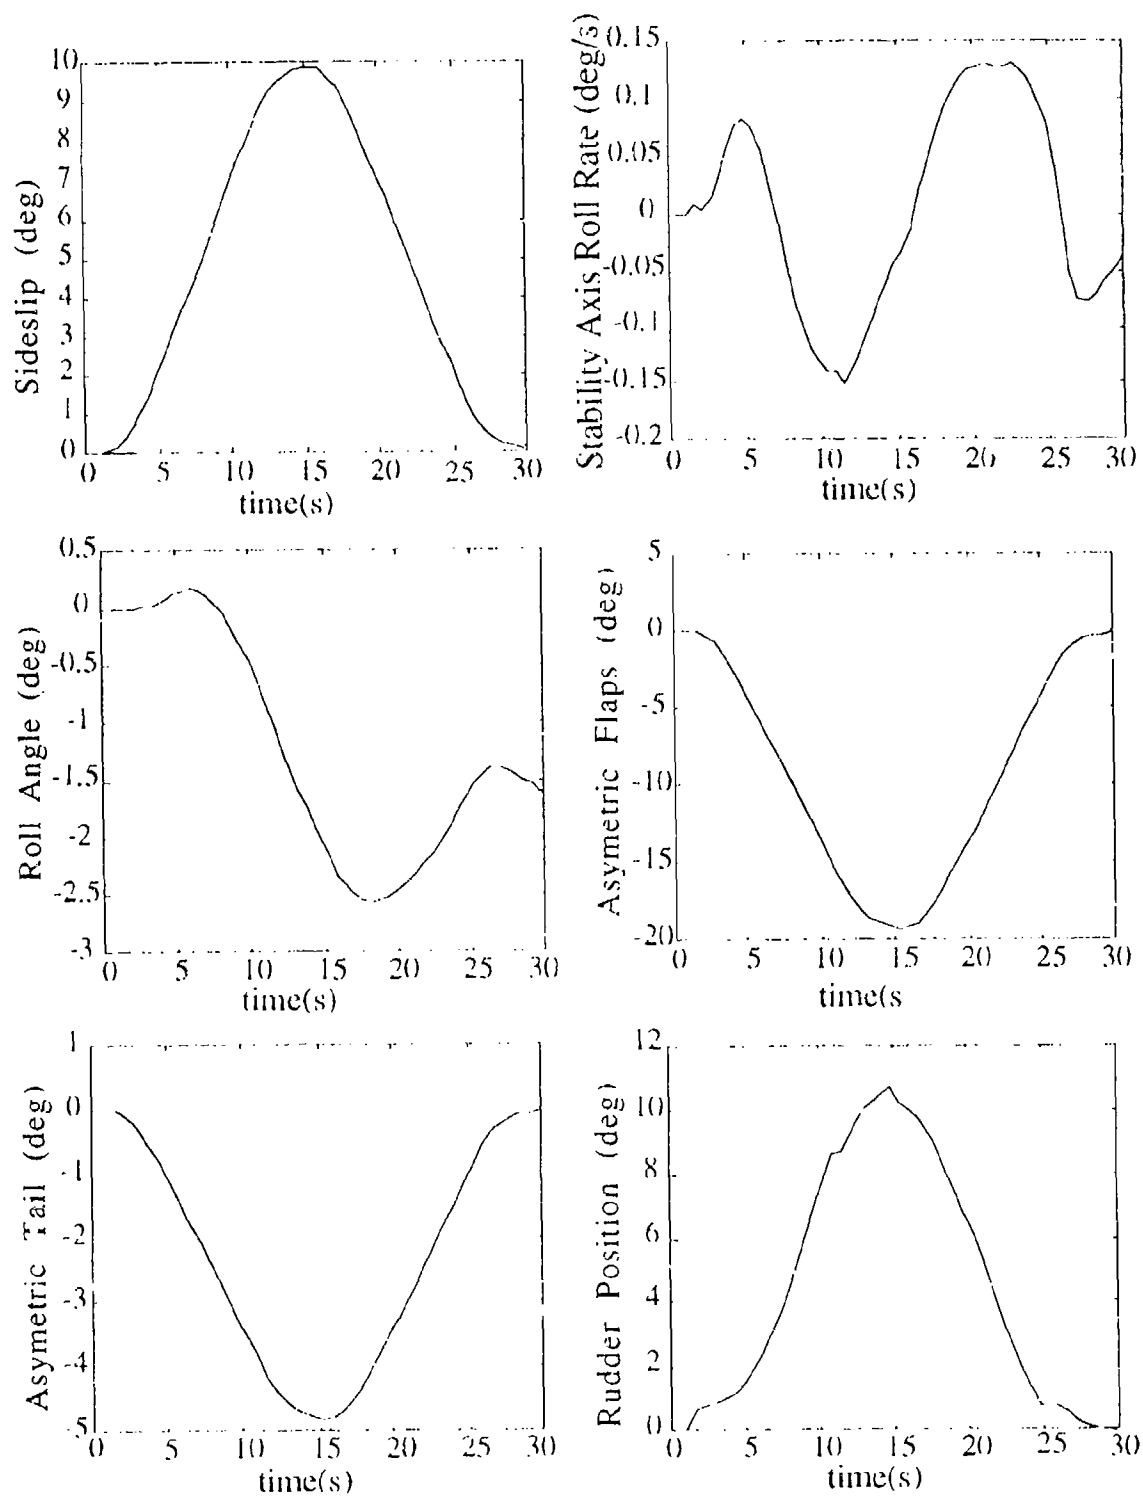 Sideslip (deg)
10
9
8
7
6
5
4
3
2
1
0
0 5 10 15 20 25 30
time(s)
Stability Axis Roll Rate (deg/s)
0.15
0.1
0.05
0
-0.05
-0.1
-0.15
-0.2
0 5 10 15 20 25 30
time(s)
Roll Angle (deg)
0.5
0
-0.5
-1
-1.5
-2
-2.5
-3
0 5 10 15 20 25 30
time(s)
Asymetric Flaps (deg)
5
0
-5
-10
-15
-20
0 5 10 15 20 25 30
time(s
Asymetric Tail (deg)
1
0
-1
-2
-3
-4
-5
0 5 10 15 20 25 30
time(s)
Rudder Position (deg)
12
10
8
6
4
2
0
0 5 10 15 20 25 30
time(s)